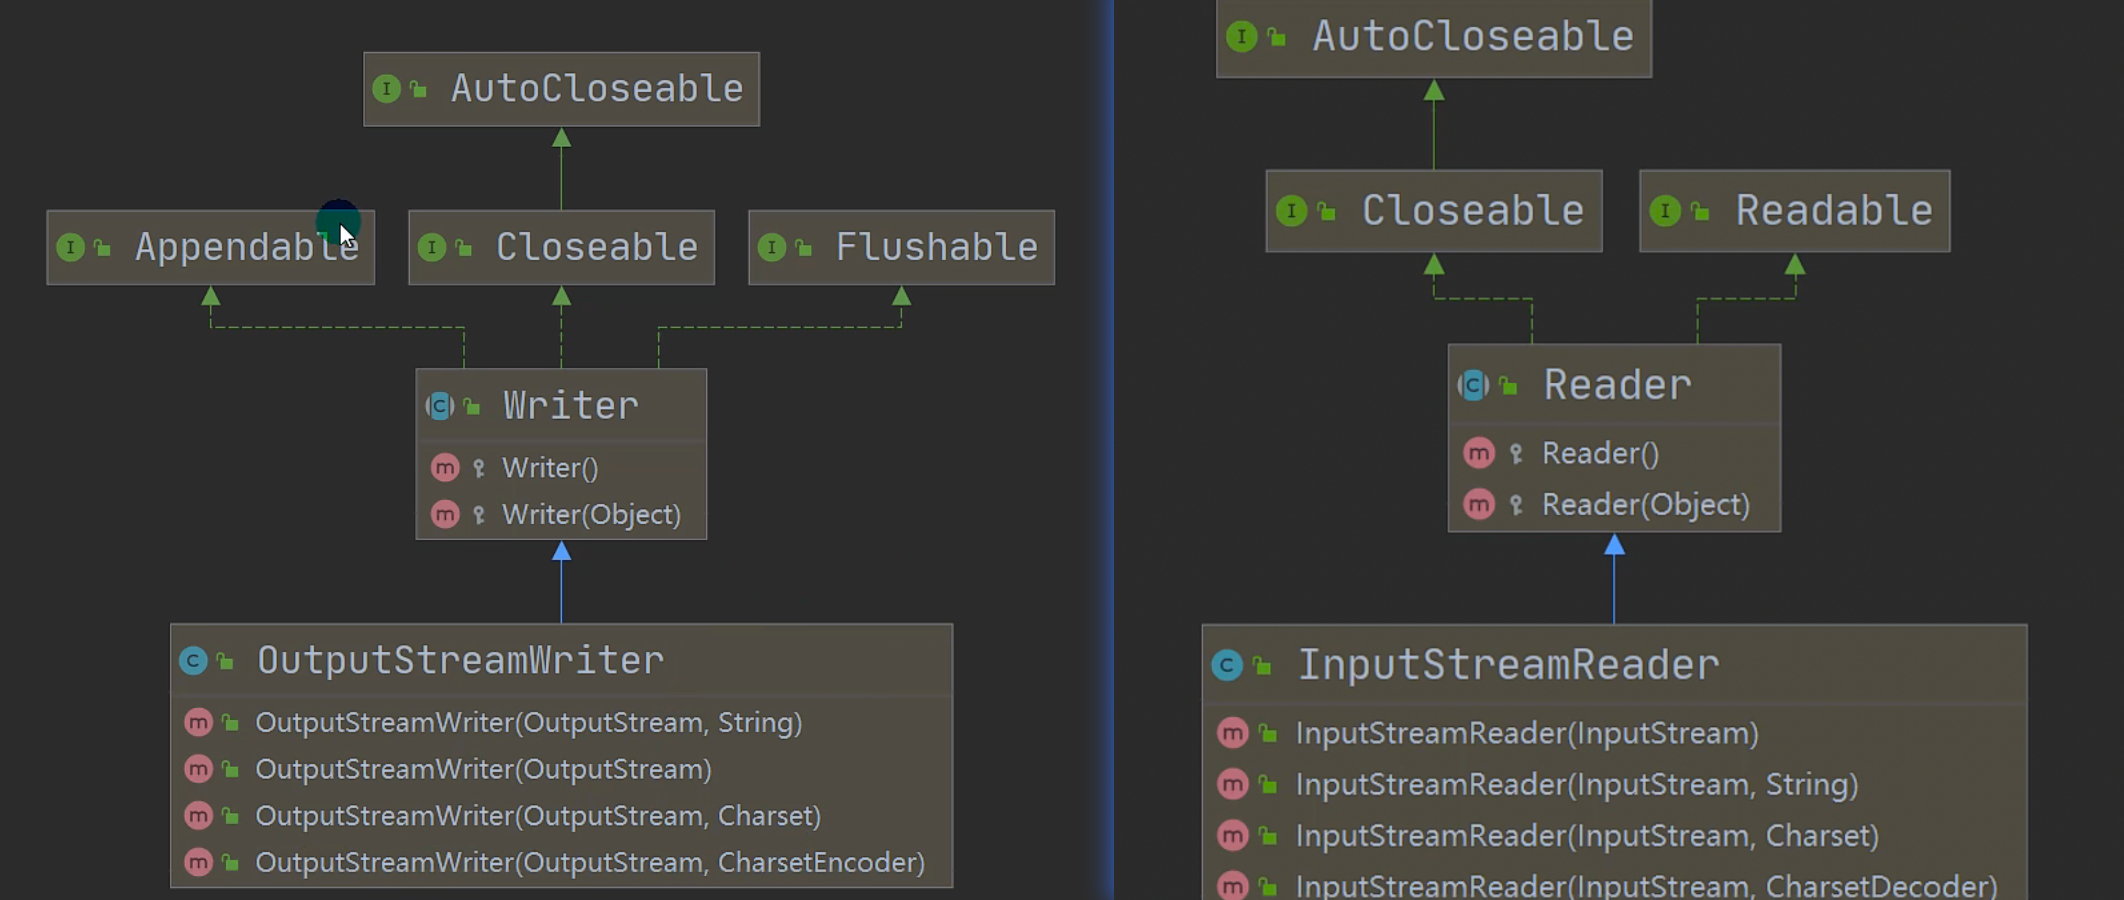 AutoCloseable
Appendable
Closeable
Flushable
Writer
Writer()
Writer(Object)
OutputStreamWriter
OutputStreamWriter(OutputStream, String)
OutputStreamWriter(OutputStream)
OutputStreamWriter(OutputStream, Charset)
OutputStreamWriter(OutputStream, CharsetEncoder)
AutoCloseable
Closeable
Readable
Reader
Reader()
Reader(Object)
InputStreamReader
InputStreamReader(InputStream)
InputStreamReader(InputStream, String)
InputStreamReader(InputStream, Charset)
InputStreamReader(InputStream, CharsetDecoder)